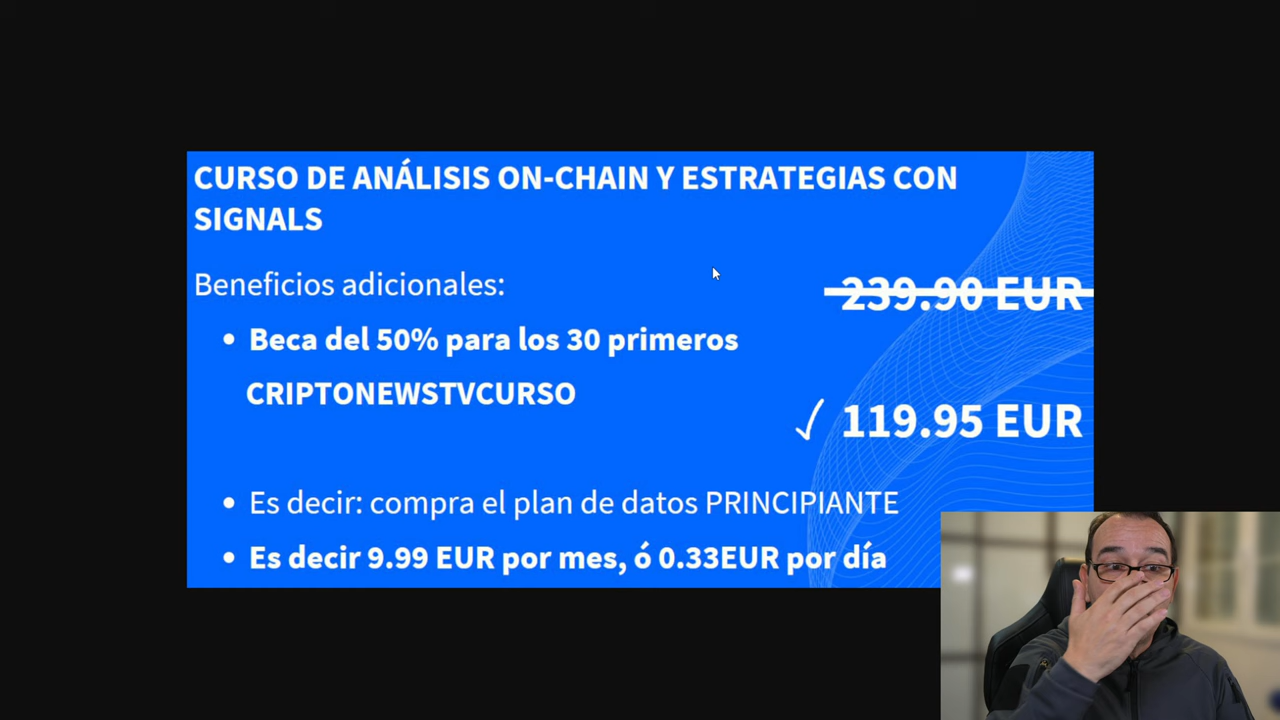 CURSO DE ANÁLISIS ON-CHAIN Y ESTRATEGIAS CON
SIGNALS
Beneficios adicionales:
239.90 EUR
• Beca del 50% para los 30 primeros
CRIPTONEWSTVCURSO
✓ 119.95 EUR
• Es decir: compra el plan de datos PRINCIPIANTE
• Es decir 9.99 EUR por mes, ó 0.33EUR por día